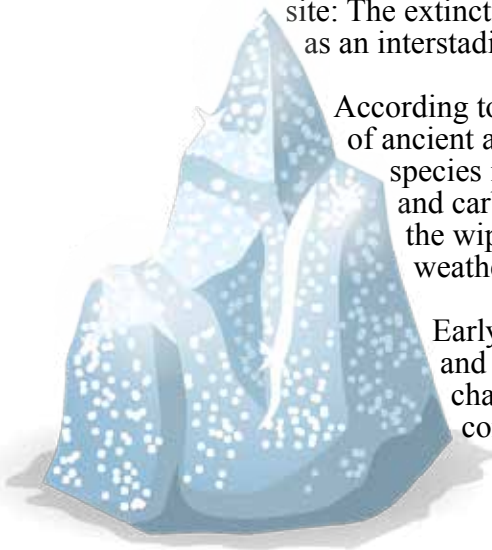 site: The extinct
as an interstadi
According to
of ancient a
species
and car
the wip
weathe
Early
and
cha
co